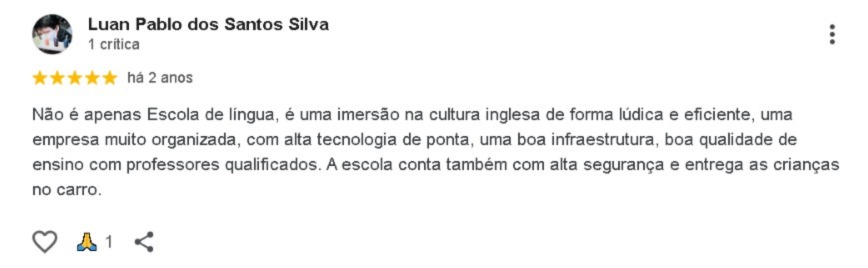 Luan Pablo dos Santos Silva
1 crítica
há 2 anos
Não é apenas Escola de língua, é uma imersão na cultura inglesa de forma lúdica e eficiente, uma
empresa muito organizada, com alta tecnologia de ponta, uma boa infraestrutura, boa qualidade de
ensino com professores qualificados. A escola conta também com alta segurança e entrega as crianças
no carro.
1